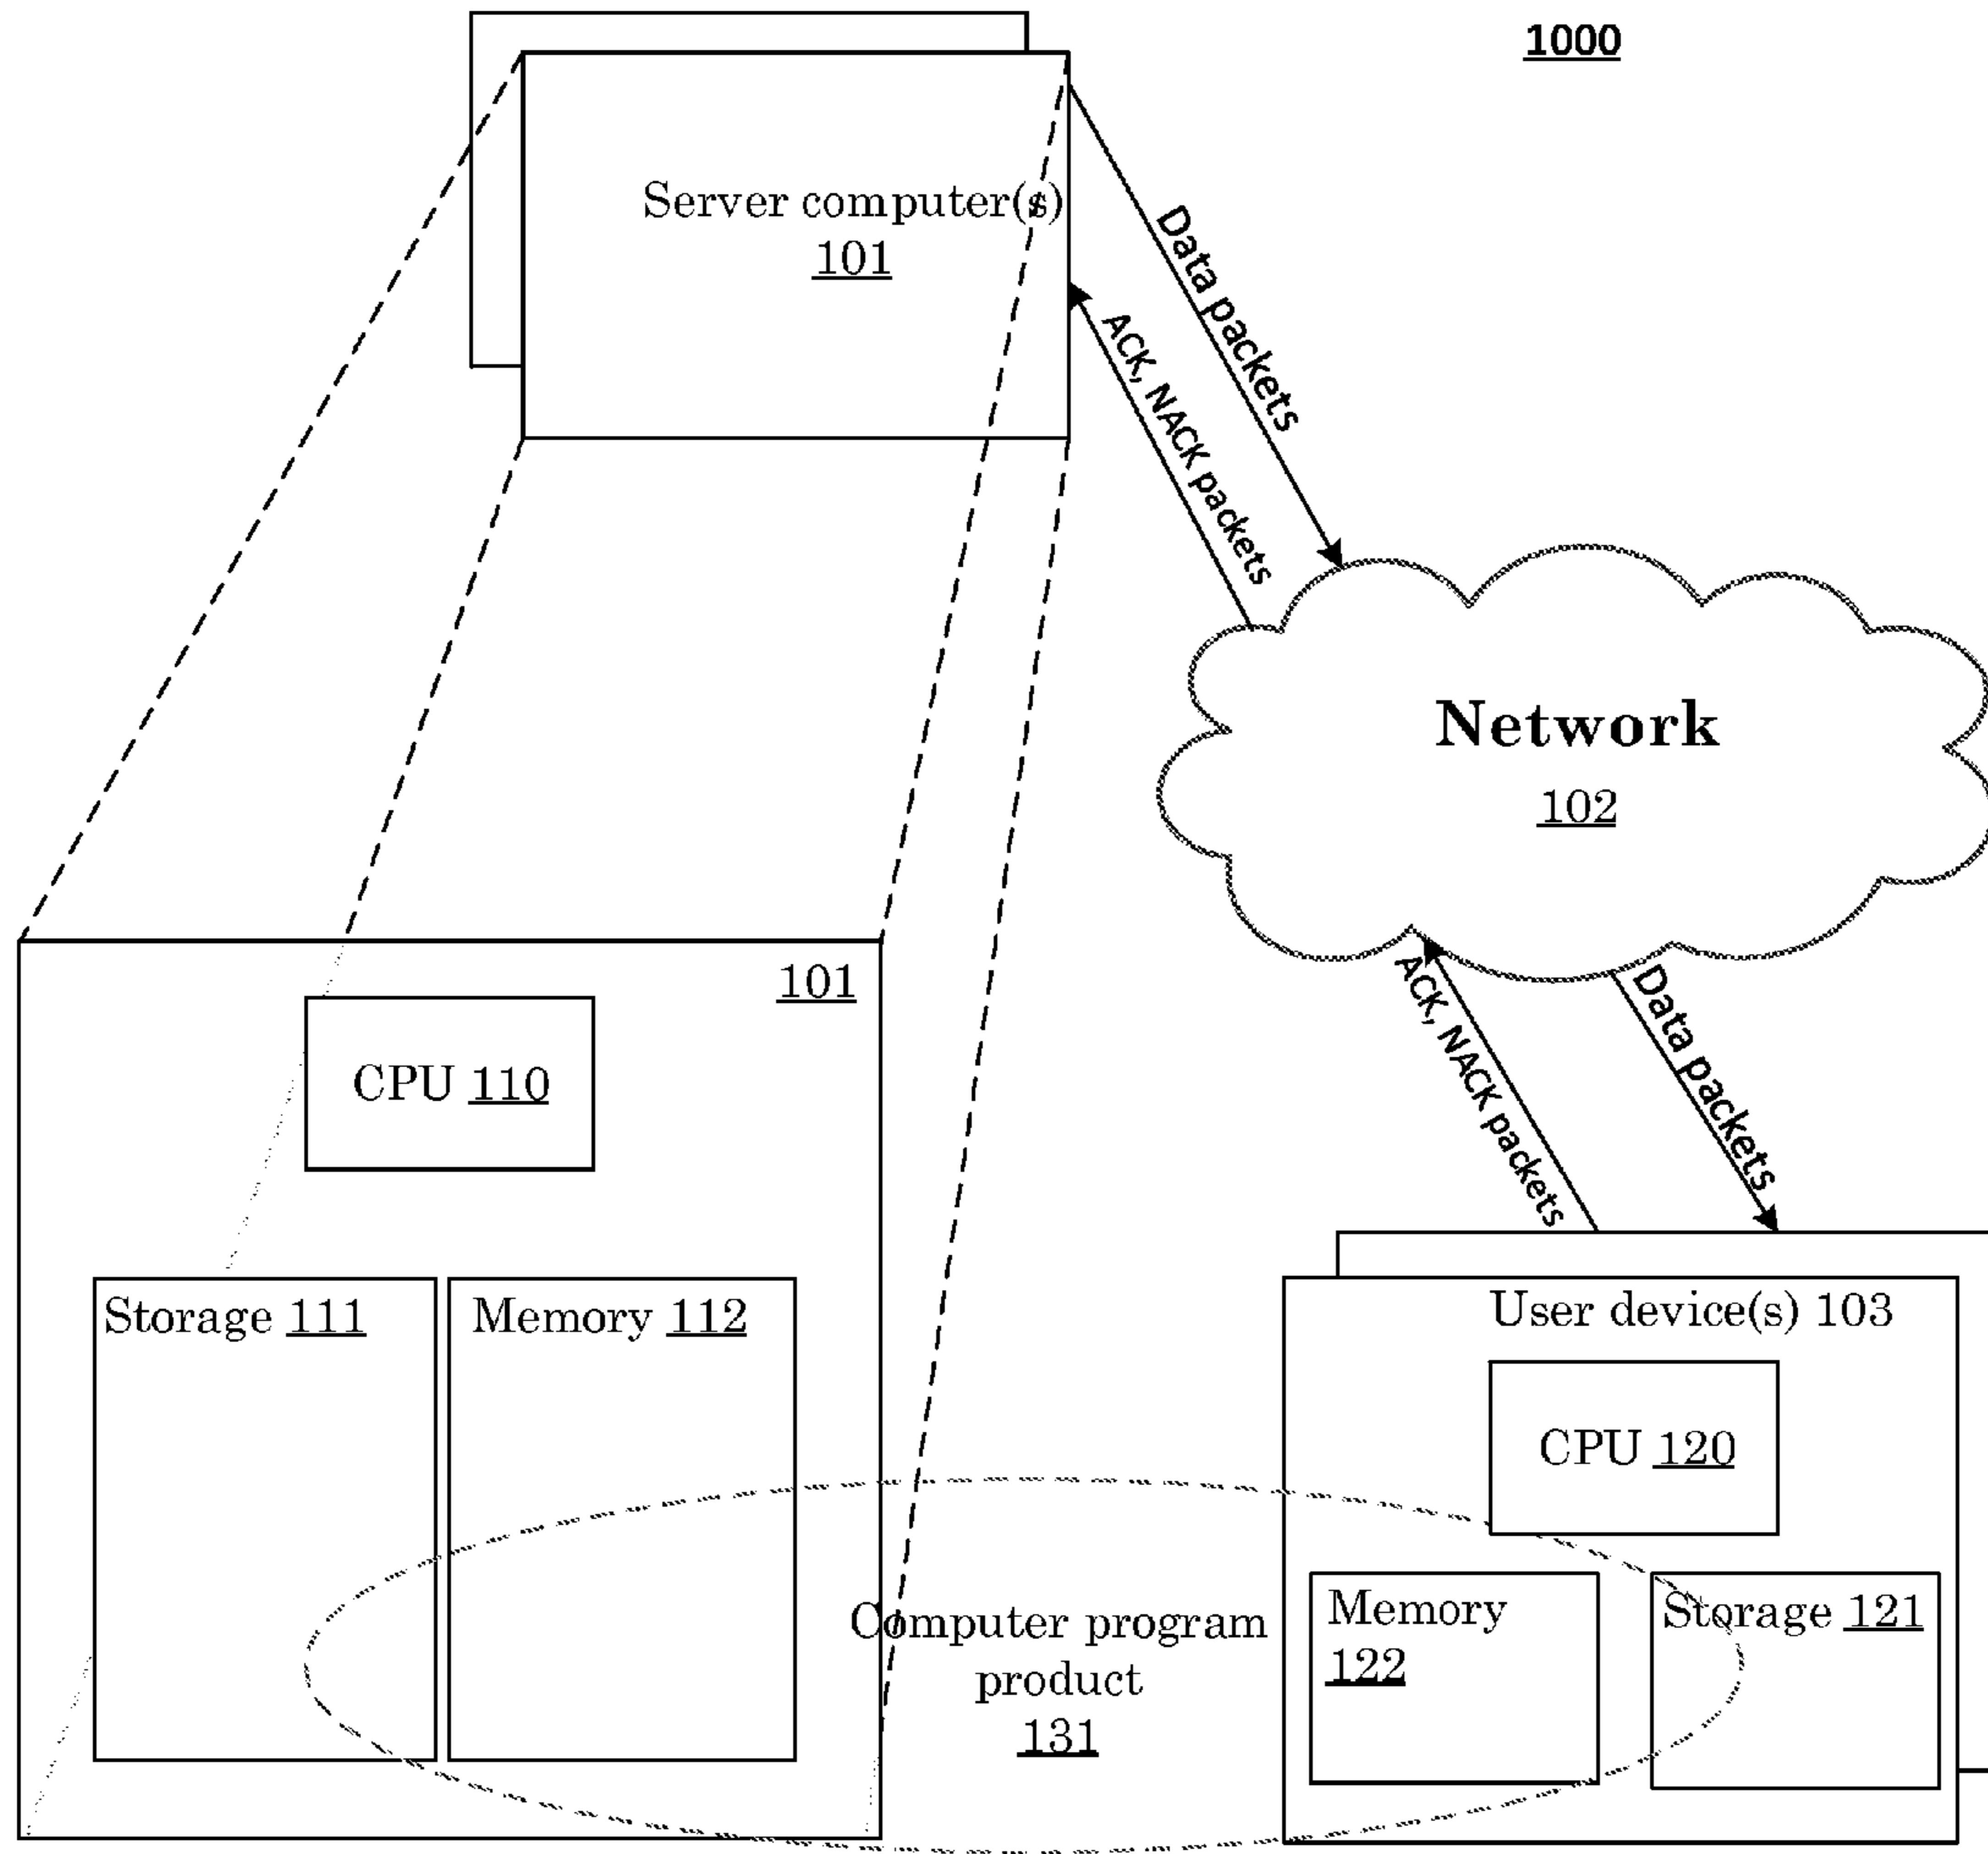 1000
Server computer(s)
101
Data packets
ACK, NACK packets
Network
102
101
CPU 110
Storage 111
Memory 112
ACK, NACK packets
Data packets
User device(s) 103
CPU 120
Memory
122
Storage 121
Computer program
product
131